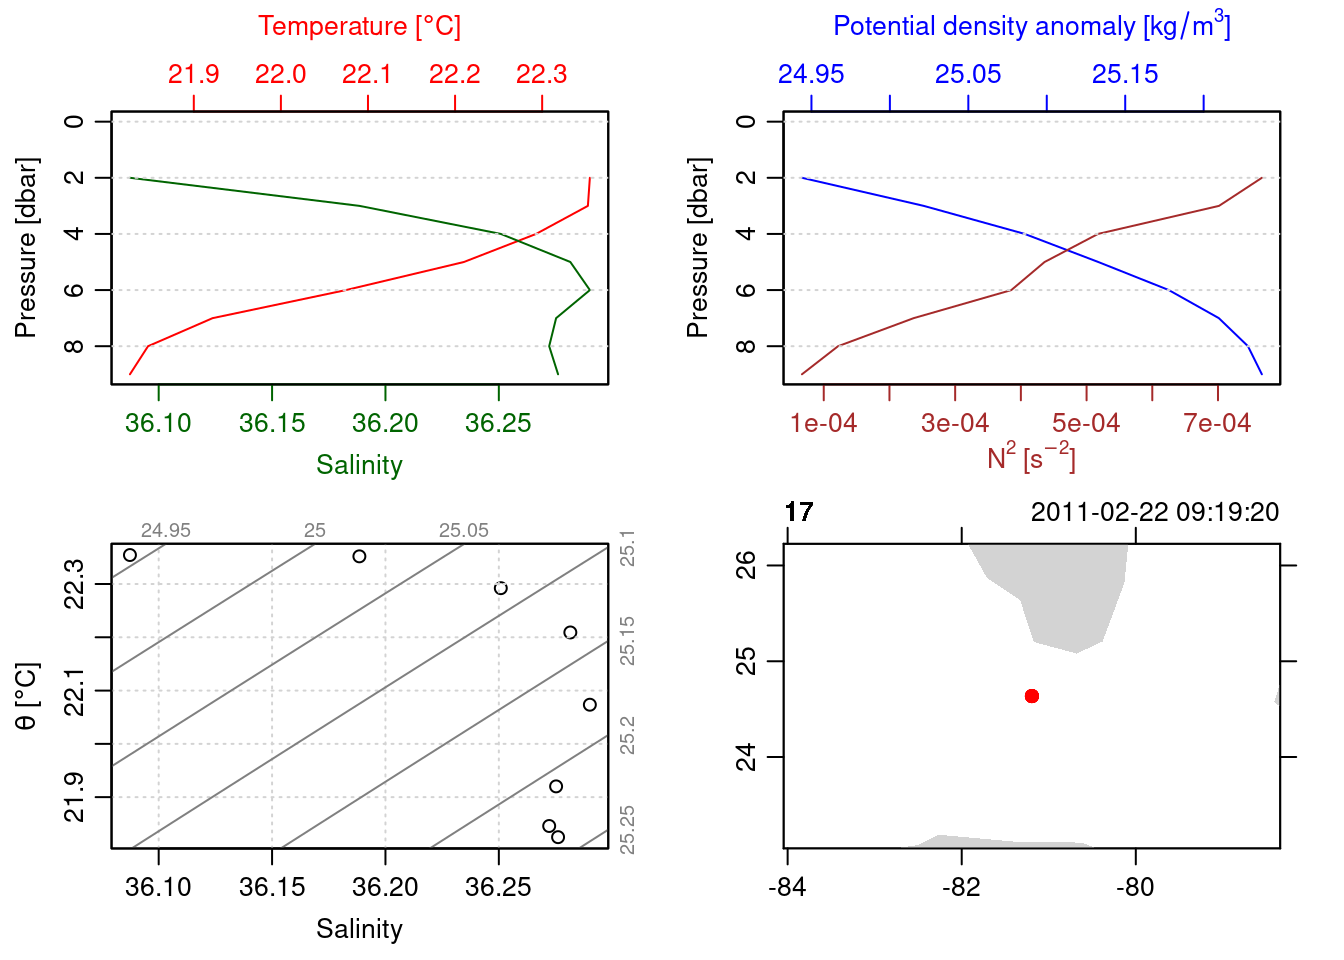 Temperature [°C]
21.9 22.0 22.1 22.2 22.3
Pressure [dbar]
0
2
4
6
8
36.10 36.15 36.20 36.25
Salinity
Potential density anomaly [kg/m³]
24.95 25.05 25.15
Pressure [dbar]
0
2
4
6
8
1e-04 3e-04 5e-04 7e-04
N² [s⁻²]
24.95 25 25.05
25.1
25.15
25.2
25.25
θ [°C]
22.3
22.1
21.9
36.10 36.15 36.20 36.25
Salinity
17 2011-02-22 09:19:20
26
25
24
-84 -82 -80